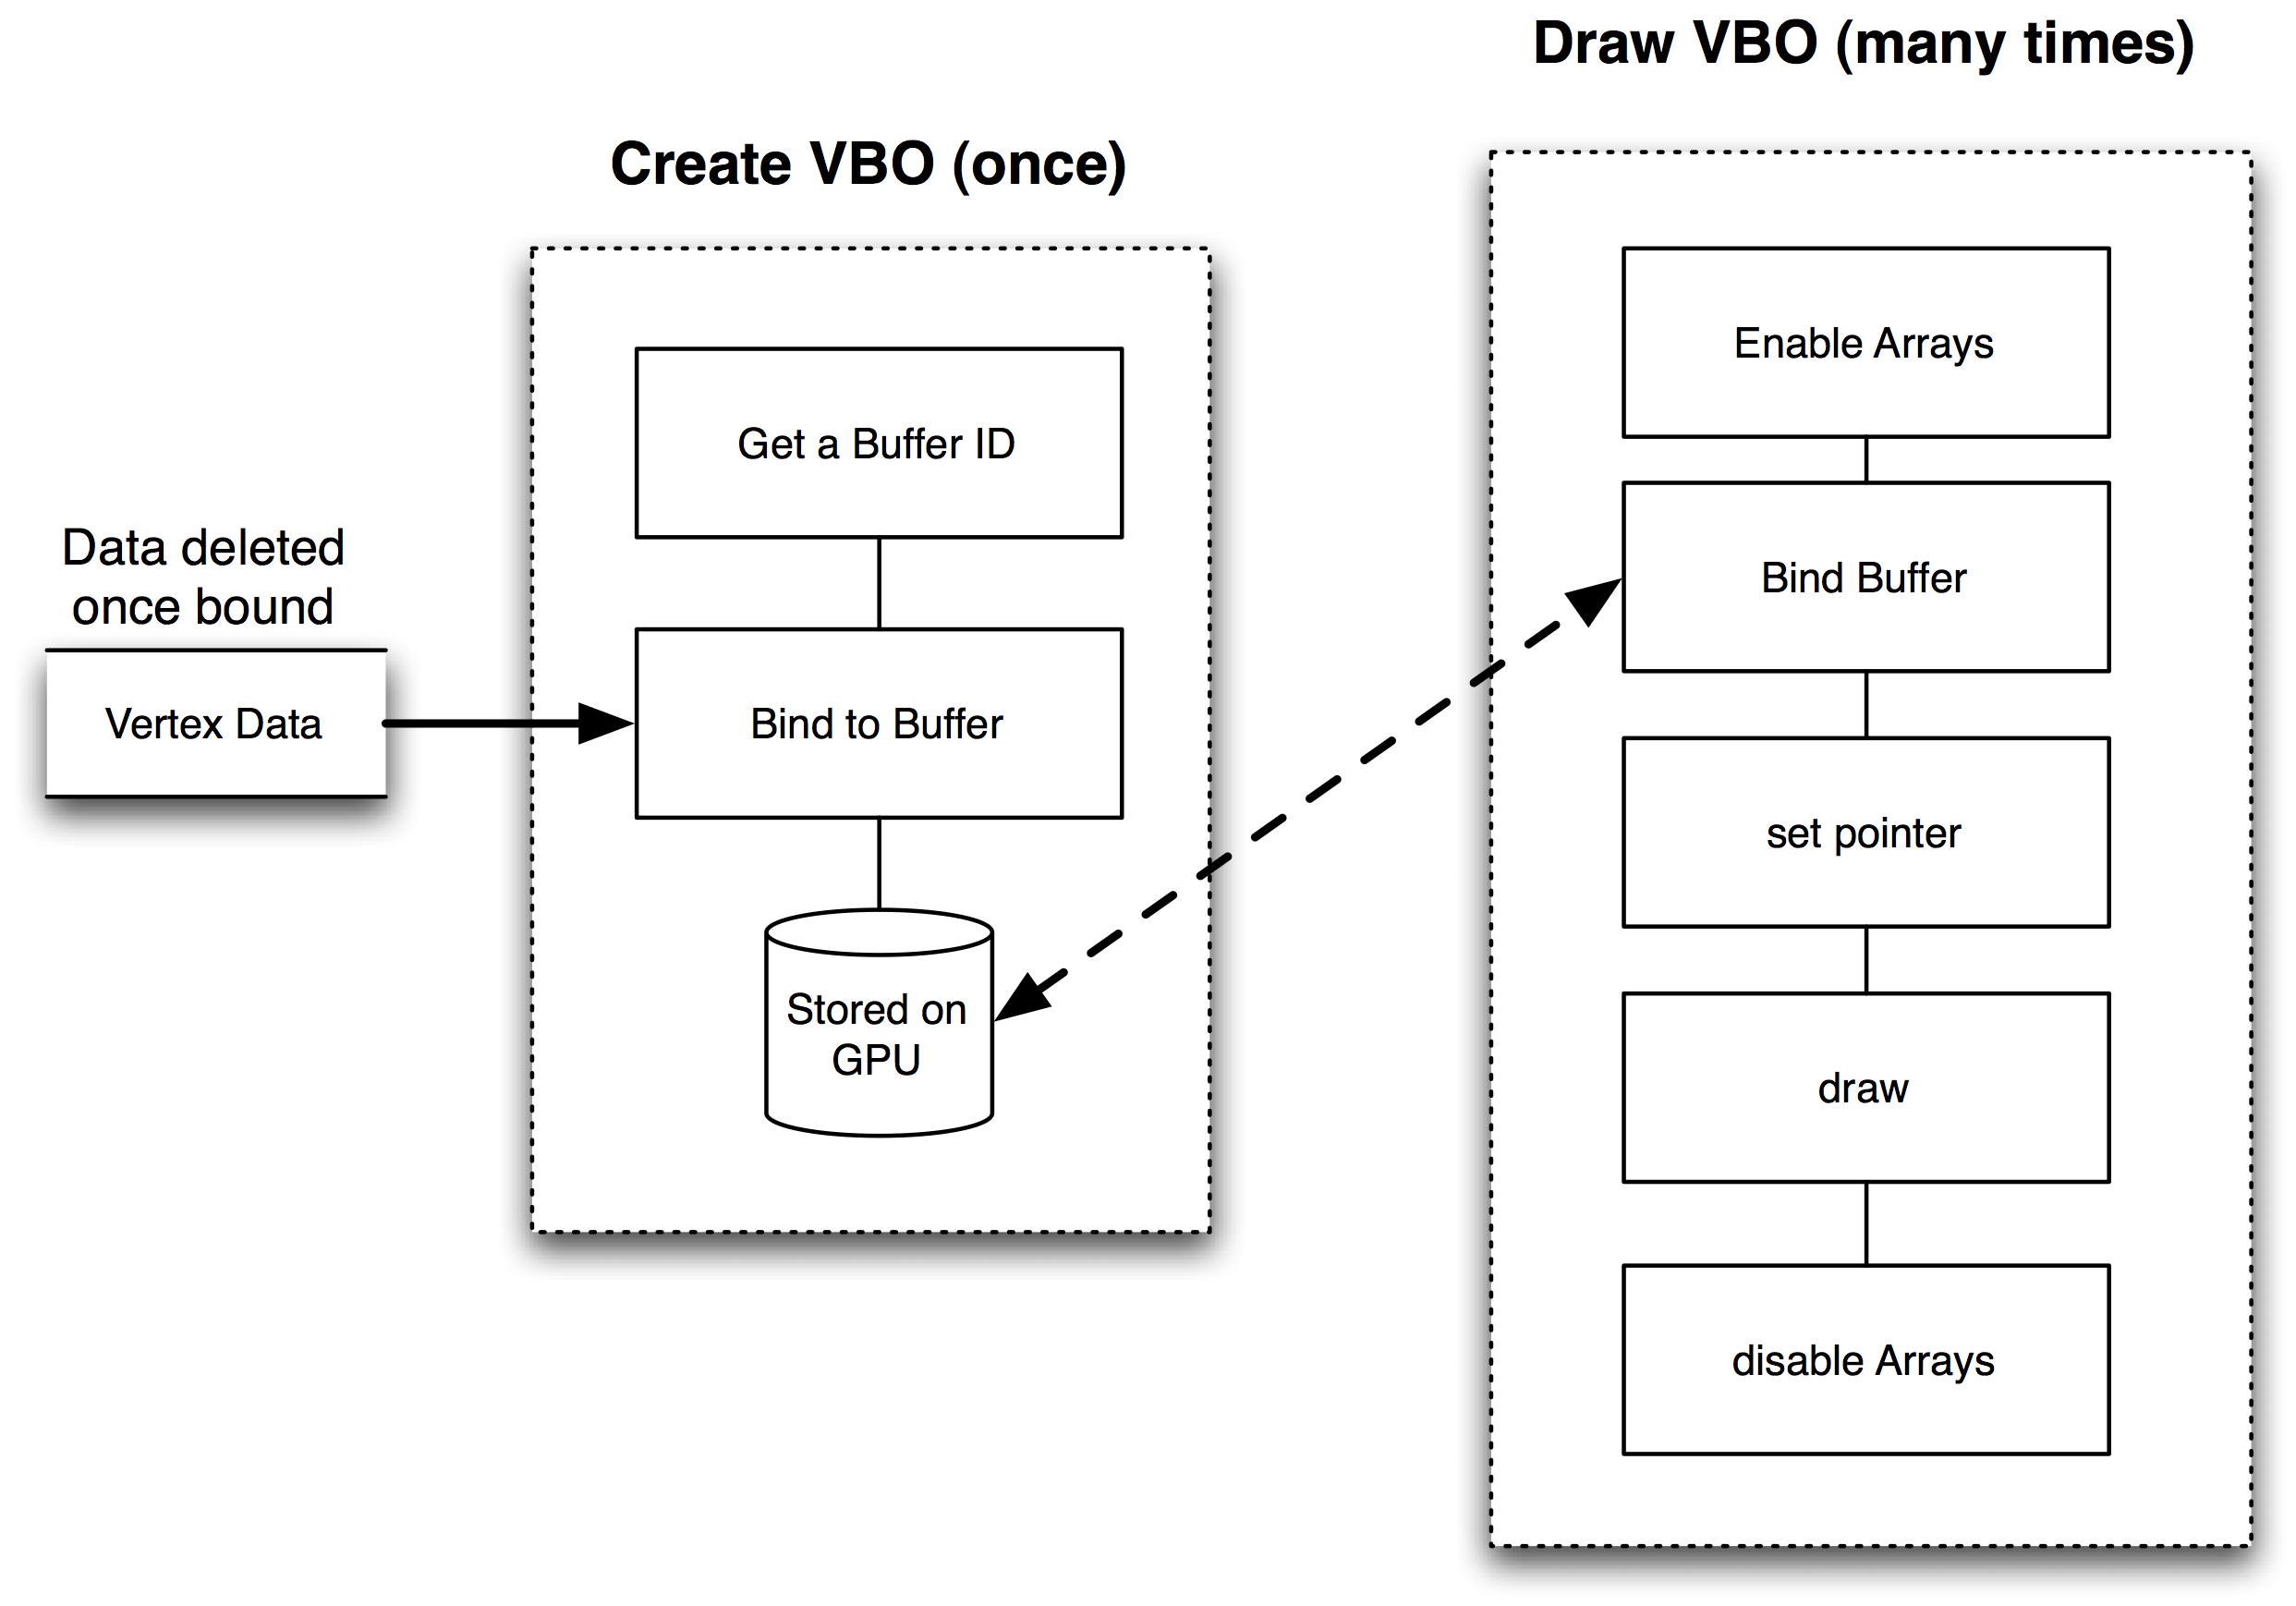 Draw VBO (many times)
Create VBO (once)
Enable Arrays
Get a Buffer ID
Data deleted
once bound
Bind Buffer
Vertex Data
Bind to Buffer
set pointer
Stored on
GPU
draw
disable Arrays